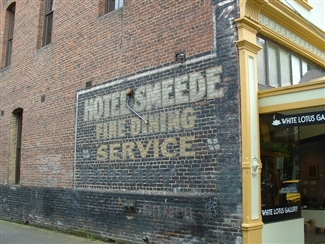 HOTEL SMEEDE
FINE DINING
"SERVICE"
WHITE LOTUS GA
WHITE LOTUS GALLERY